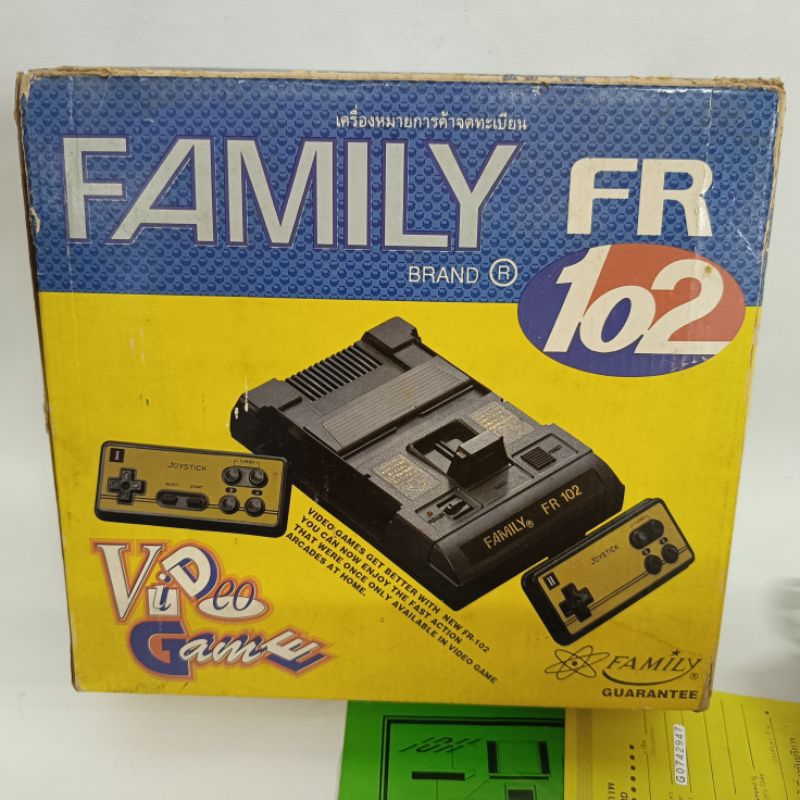 เครื่องหมายการค้าจดทะเบียน
FAMILY FR
BRAND ®
102
I
JOYSTICK
TURBO
SELECT START
FAMILY® FR 102
VIDEO-GAMES GET BETTER WITH NEW FR-102
YOU CAN NOW ENJOY THE FAST ACTION
THAT WERE ONCE ONLY AVAILABLE IN VIDEO GAME
ARCADES AT HOME.
JOYSTICK
II
ViDeo
Game
FAMILY®
GUARANTEE
G0742947